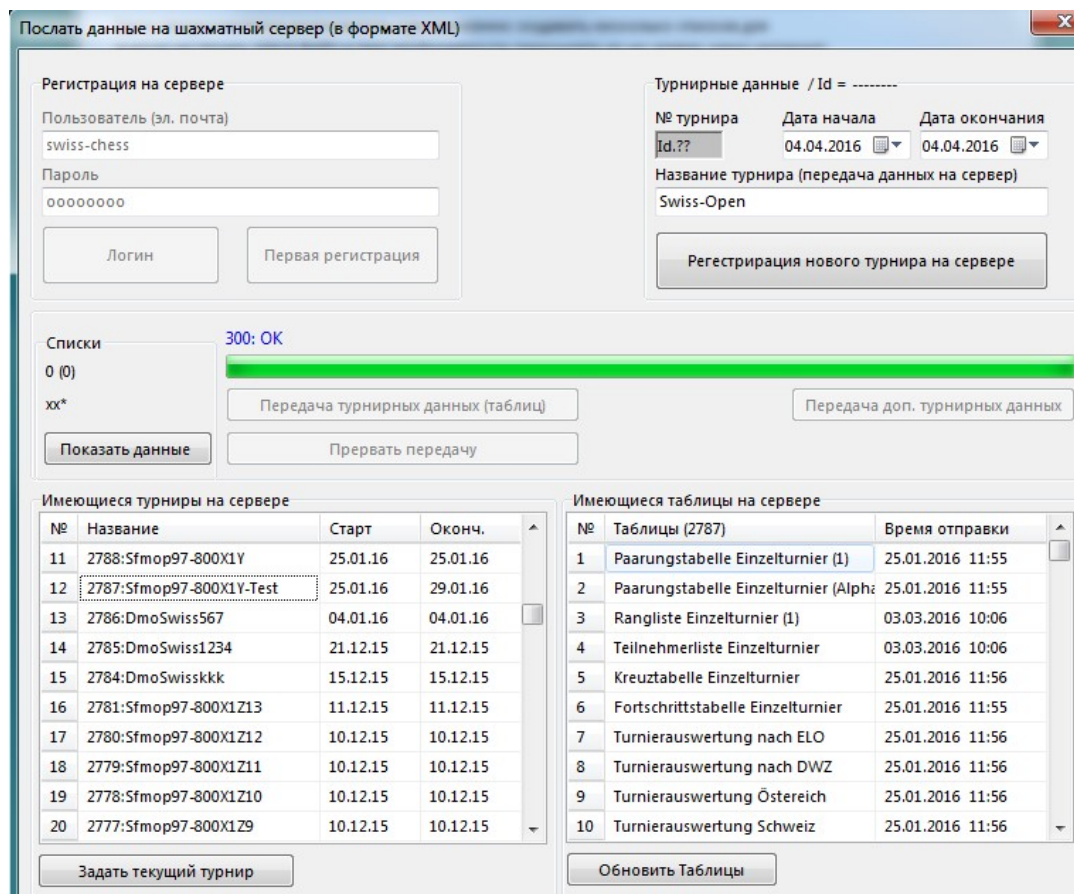 Послать данные на шахматный сервер (в формате XML)
Регистрация на сервере
Пользователь (эл. почта)
swiss-chess
Пароль
oooooooo
Логин
Первая регистрация
Турнирные данные / Id = --------
№ турнира Дата начала Дата окончания
Id.?? 04.04.2016 04.04.2016
Название турнира (передача данных на сервер)
Swiss-Open
Регестрирация нового турнира на сервере
Списки
0 (0)
xx*
Показать данные
300: OK
Передача турнирных данных (таблиц)
Передача доп. турнирных данных
Прервать передачу
Имеющиеся турниры на сервере
№ Название Старт Оконч.
11 2788:Sfmop97-800X1Y 25.01.16 25.01.16
12 2787:Sfmop97-800X1Y-Test 25.01.16 29.01.16
13 2786:DmoSwiss567 04.01.16 04.01.16
14 2785:DmoSwiss1234 21.12.15 21.12.15
15 2784:DmoSwisskkk 15.12.15 15.12.15
16 2781:Sfmop97-800X1Z13 11.12.15 11.12.15
17 2780:Sfmop97-800X1Z12 10.12.15 10.12.15
18 2779:Sfmop97-800X1Z11 10.12.15 10.12.15
19 2778:Sfmop97-800X1Z10 10.12.15 10.12.15
20 2777:Sfmop97-800X1Z9 10.12.15 10.12.15
Задать текущий турнир
Имеющиеся таблицы на сервере
№ Таблицы (2787) Время отправки
1 Paarungstabelle Einzelturnier (1) 25.01.2016 11:55
2 Paarungstabelle Einzelturnier (Alpha 25.01.2016 11:55
3 Rangliste Einzelturnier (1) 03.03.2016 10:06
4 Teilnehmerliste Einzelturnier 03.03.2016 10:06
5 Kreuztabelle Einzelturnier 25.01.2016 11:56
6 Fortschrittstabelle Einzelturnier 25.01.2016 11:55
7 Turnierauswertung nach ELO 25.01.2016 11:56
8 Turnierauswertung nach DWZ 25.01.2016 11:56
9 Turnierauswertung Östereich 25.01.2016 11:56
10 Turnierauswertung Schweiz 25.01.2016 11:56
Обновить Таблицы